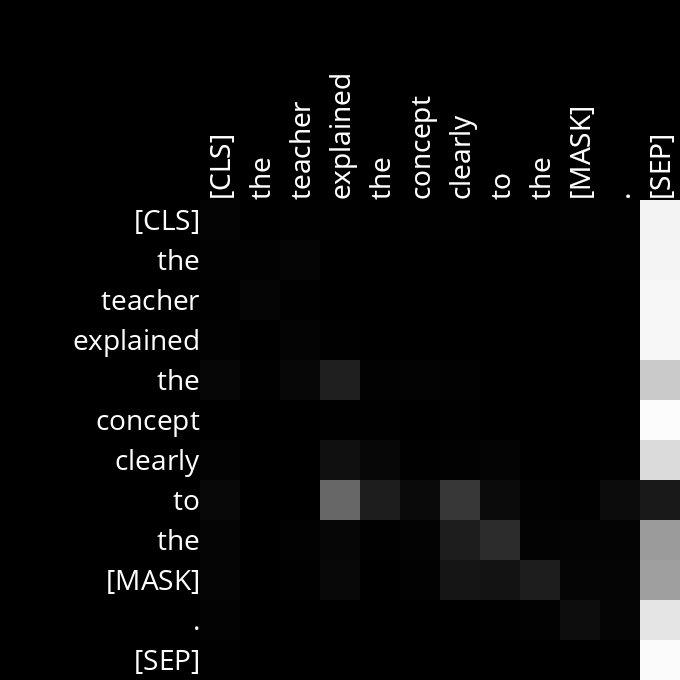 [CLS] the teacher explained the concept clearly to the [MASK] . [SEP]
[CLS]
the
teacher
explained
the
concept
clearly
to
the
[MASK]
.
[SEP]